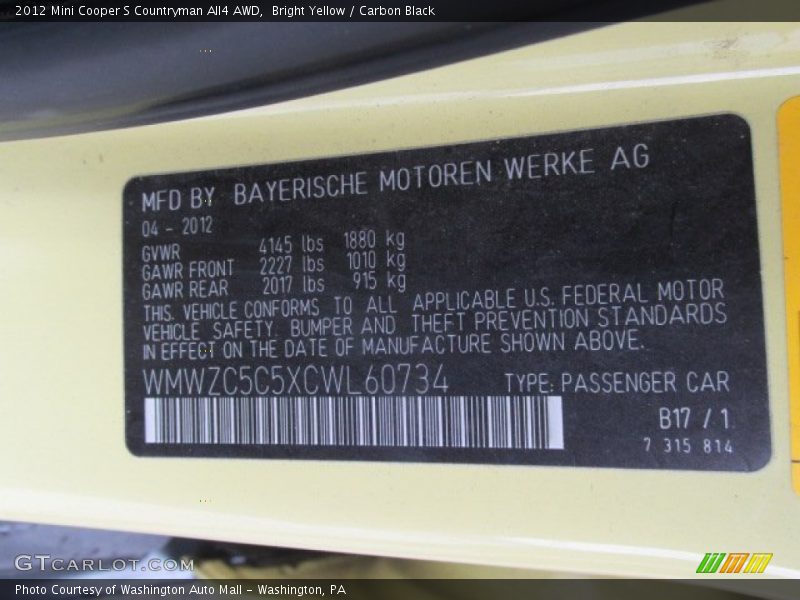 2012 Mini Cooper S Countryman All4 AWD,  Bright Yellow / Carbon Black
MFD BY BAYERISCHE MOTOREN WERKE AG
04 - 2012
GVWR 4145 lbs 1880 kg
GAWR FRONT 2227 lbs 1010 kg
GAWR REAR 2017 lbs 915 kg
THIS VEHICLE CONFORMS TO ALL APPLICABLE U.S. FEDERAL MOTOR
VEHICLE SAFETY, BUMPER AND THEFT PREVENTION STANDARDS
IN EFFECT ON THE DATE OF MANUFACTURE SHOWN ABOVE.
WMWZC5C5XCWL60734 TYPE: PASSENGER CAR
B17 / 1
7 315 814
GTCARLOT.COM
Photo Courtesy of Washington Auto Mall - Washington, PA